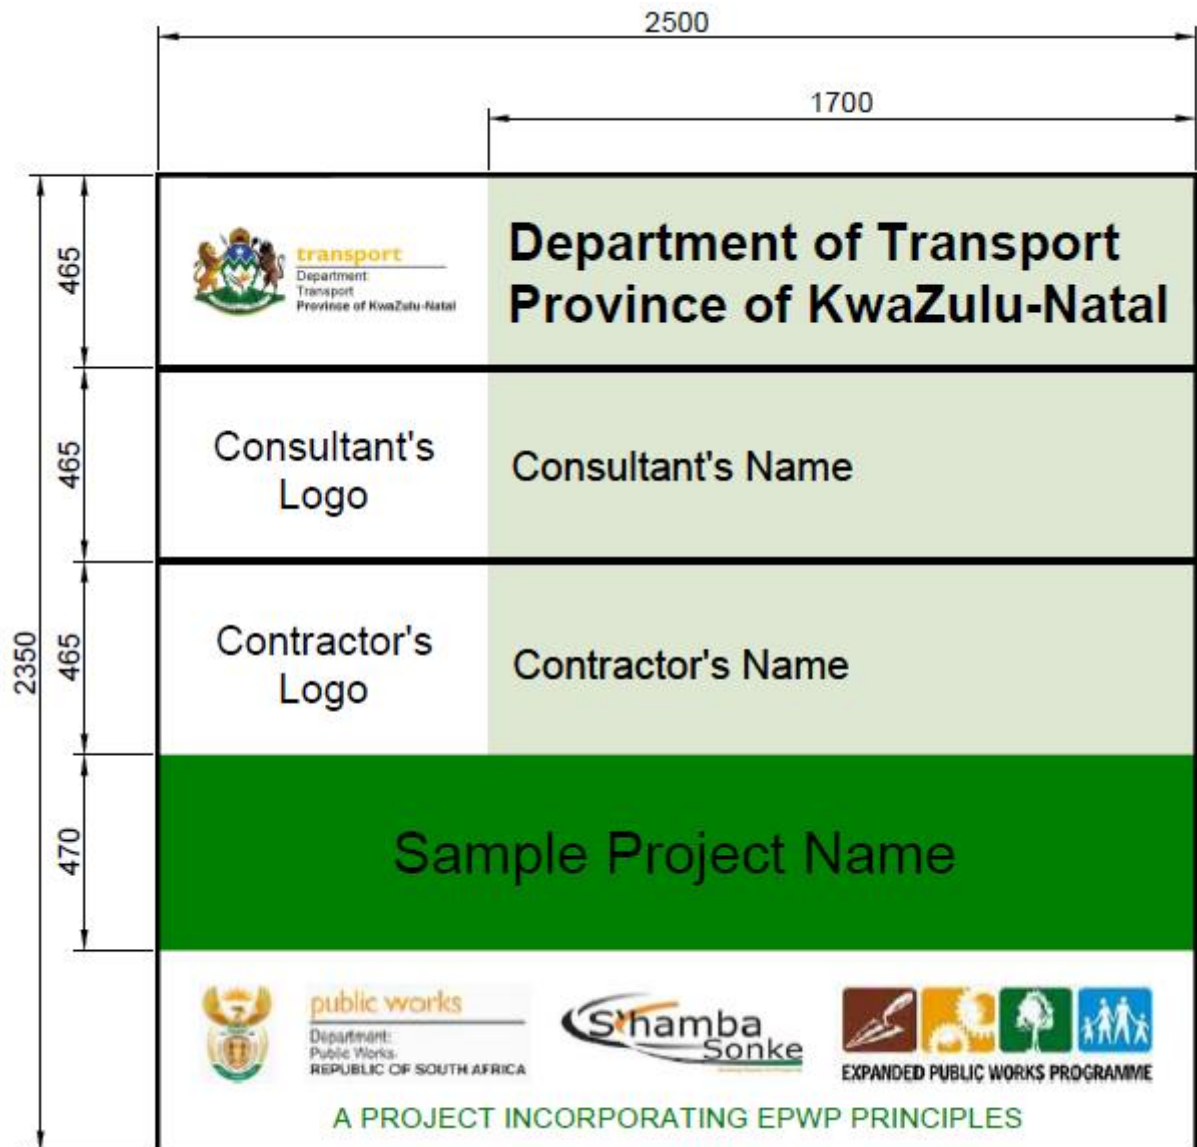 2500
1700
465
transport
Department:
Transport
Province of KwaZulu-Natal
Department of Transport
Province of KwaZulu-Natal
465
Consultant's
Logo
Consultant's Name
2350
465
Contractor's
Logo
Contractor's Name
470
Sample Project Name
public works
Department:
Public Works
REPUBLIC OF SOUTH AFRICA
S'hamba
Sonke
EXPANDED PUBLIC WORKS PROGRAMME
A PROJECT INCORPORATING EPWP PRINCIPLES